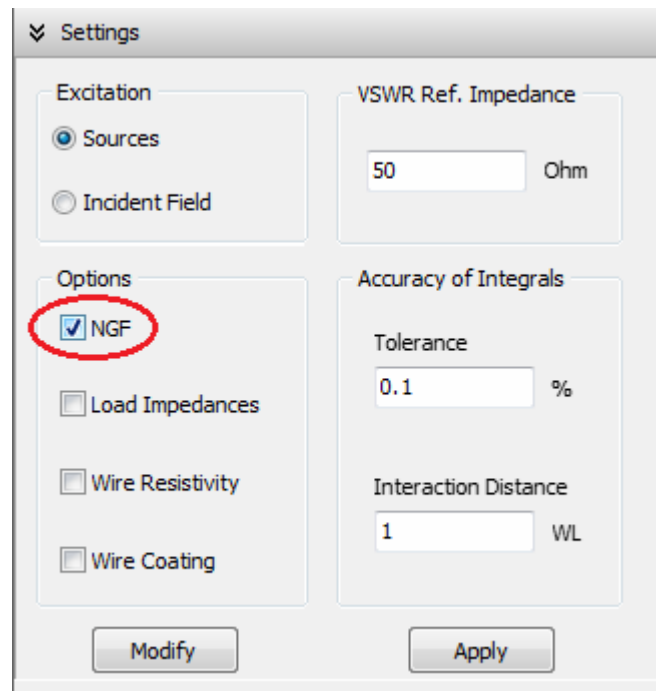 Settings
Excitation
Sources
Incident Field
VSWR Ref. Impedance
50 Ohm
Options
NGF
Load Impedances
Wire Resistivity
Wire Coating
Accuracy of Integrals
Tolerance
0.1 %
Interaction Distance
1 WL
Modify
Apply